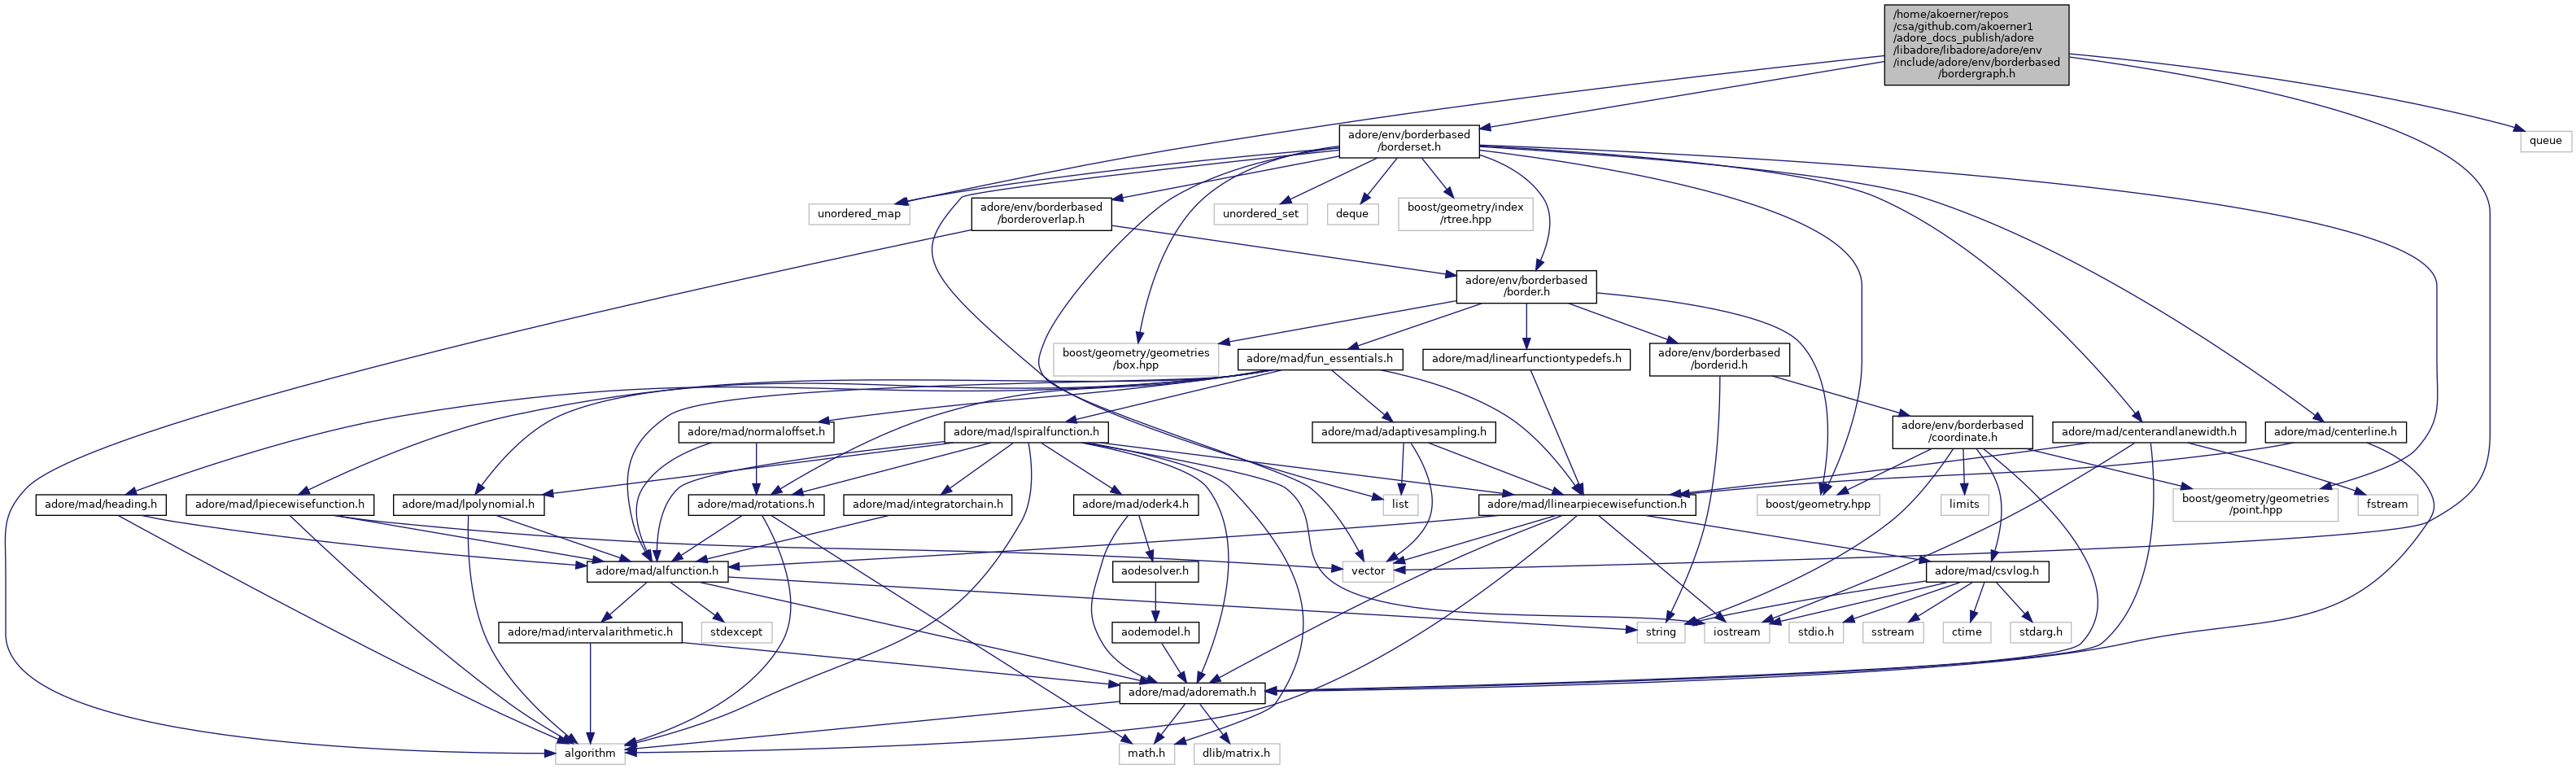 /home/akoerner/repos
/csa/github.com/akoerner1
/adore_docs_publish/adore
/libadore/libadore/adore/env
/include/adore/env/borderbased
/bordergraph.h
adore/env/borderbased
/borderset.h
queue
unordered_map
adore/env/borderbased
/borderoverlap.h
unordered_set
deque
boost/geometry/index
/rtree.hpp
adore/env/borderbased
/border.h
boost/geometry/geometries
/box.hpp
adore/mad/fun_essentials.h
adore/mad/linearfunctiontypedefs.h
adore/env/borderbased
/borderid.h
adore/mad/normaloffset.h
adore/mad/lspiralfunction.h
adore/mad/adaptivesampling.h
adore/env/borderbased
/coordinate.h
adore/mad/centerandlanewidth.h
adore/mad/centerline.h
adore/mad/heading.h
adore/mad/lpiecewisefunction.h
adore/mad/lpolynomial.h
adore/mad/rotations.h
adore/mad/integratorchain.h
adore/mad/oderk4.h
list
adore/mad/llinearpiecewisefunction.h
boost/geometry.hpp
limits
boost/geometry/geometries
/point.hpp
fstream
adore/mad/alfunction.h
aodesolver.h
vector
adore/mad/csvlog.h
adore/mad/intervalarithmetic.h
stdexcept
aodemodel.h
string
iostream
stdio.h
sstream
ctime
stdarg.h
adore/mad/adoremath.h
algorithm
math.h
dlib/matrix.h